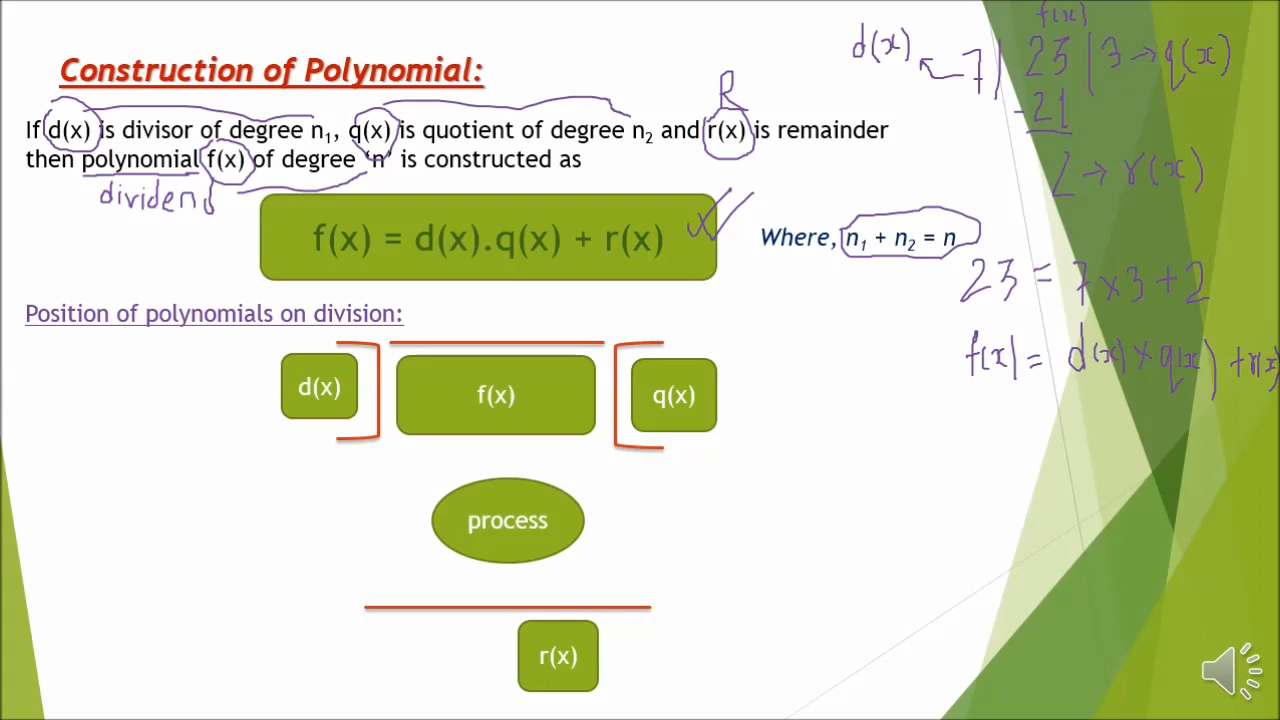 Construction of Polynomial:
If d(x) is divisor of degree n₁, q(x) is quotient of degree n₂ and r(x) is remainder
then polynomial f(x) of degree 'n' is constructed as
f(x) = d(x).q(x) + r(x)
Where, n₁ + n₂ = n
Position of polynomials on division:
d(x)
f(x)
q(x)
process
r(x)
R
dividend
f(x)
d(x) ← 7) 23 (3 → q(x)
-21
2 → r(x)
23 = 7 × 3 + 2
f(x) = d(x) × q(x) + r(x)